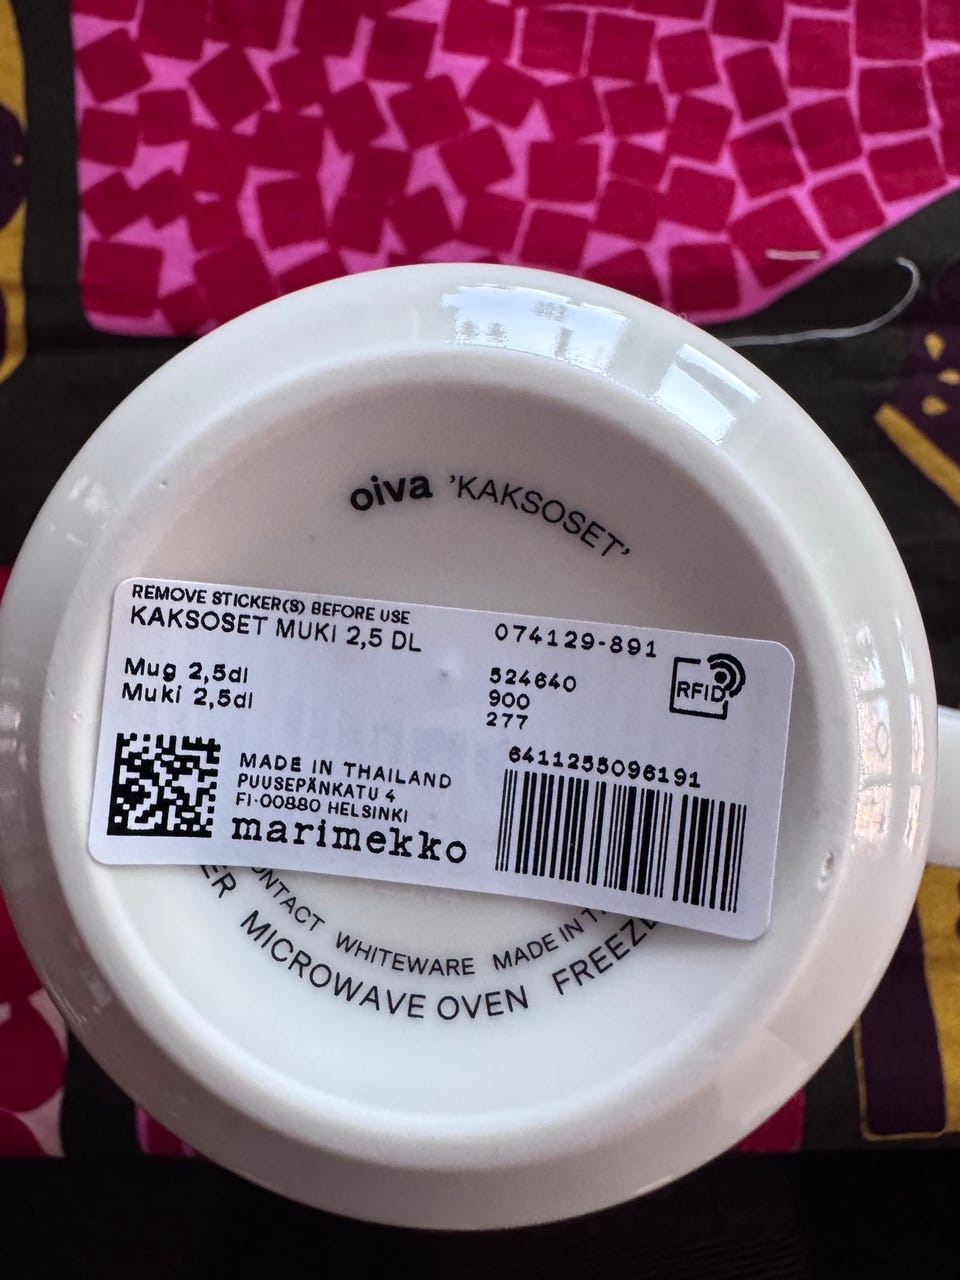 oiva 'KAKSOSET'
REMOVE STICKER(S) BEFORE USE
KAKSOSET MUKI 2,5 DL
074129-891
Mug 2,5dl
Muki 2,5dl
524640
900
277
RFID
6411255096191
MADE IN THAILAND
PUUSEPÄNKATU 4
FI-00880 HELSINKI
marimekko
WHITEWARE MADE IN
MICROWAVE OVEN